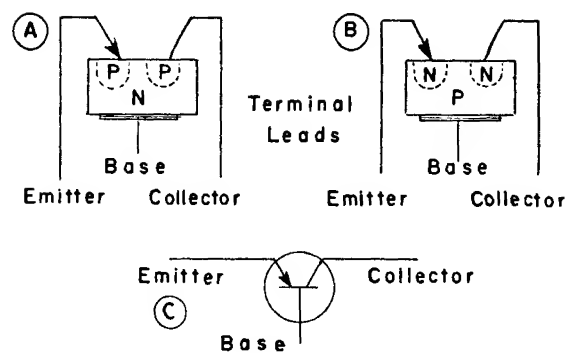 A
P P
N
Base
Emitter Collector
Terminal
Leads
B
N N
P
Base
Emitter Collector
Emitter Collector
C
Base